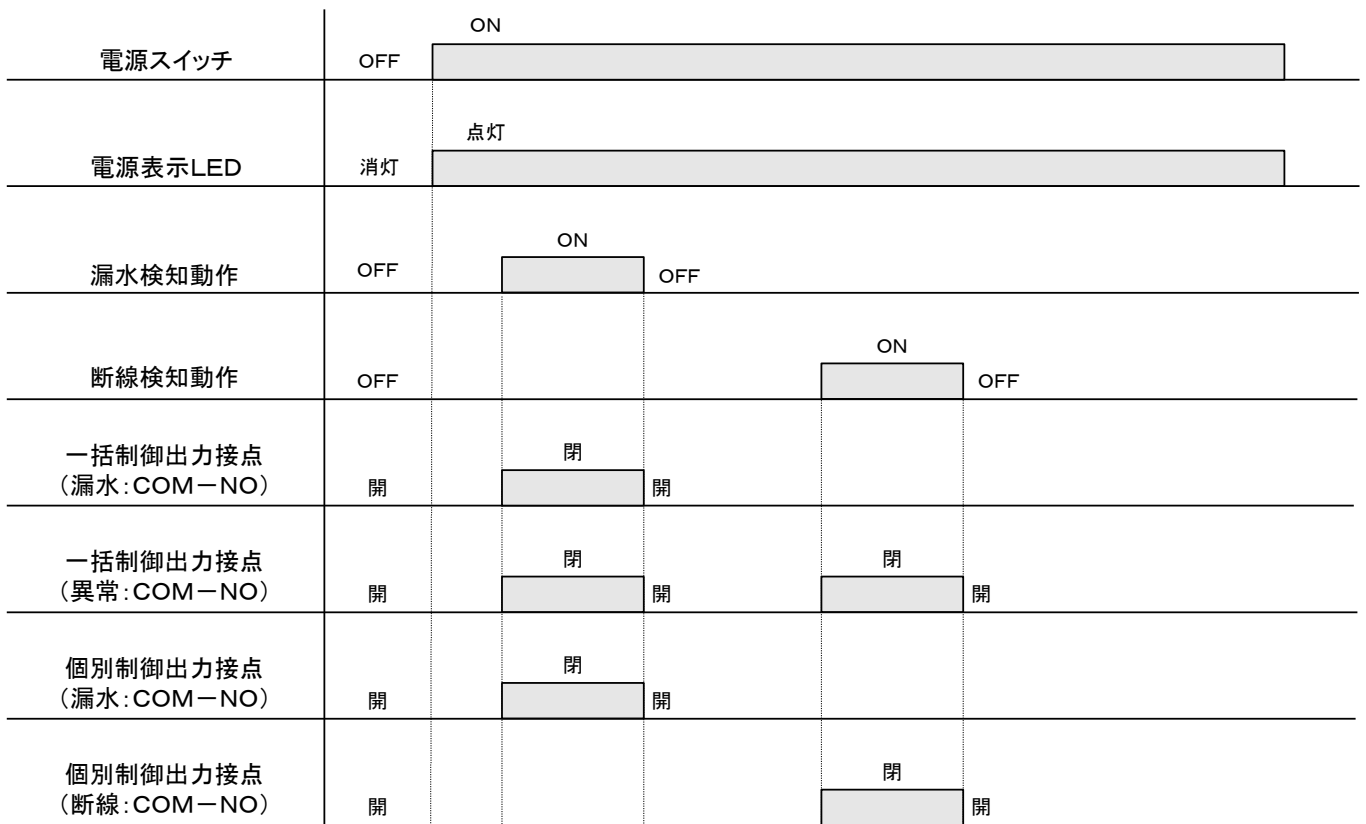 ON
電源スイッチ OFF
点灯
電源表示LED 消灯
ON
漏水検知動作 OFF OFF
ON
断線検知動作 OFF OFF
一括制御出力接点 閉
（漏水：COM－NO） 開 開
一括制御出力接点 閉 閉
（異常：COM－NO） 開 開 開
個別制御出力接点 閉
（漏水：COM－NO） 開 開
個別制御出力接点 閉
（断線：COM－NO） 開 開